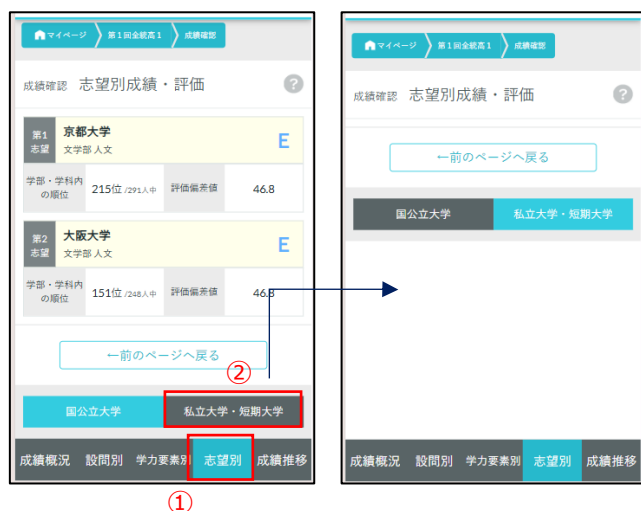 マイページ 第1回全統高1 成績確認
成績確認 志望別成績・評価 ?
第1志望 京都大学 文学部 人文 E
学部・学科内の順位 215位 /291人中 評価偏差値 46.8
第2志望 大阪大学 文学部 人文 E
学部・学科内の順位 151位 /248人中 評価偏差値 46.8
←前のページへ戻る
②
国公立大学 私立大学・短期大学
成績概況 設問別 学力要素別 志望別 成績推移
①
マイページ 第1回全統高1 成績確認
成績確認 志望別成績・評価 ?
←前のページへ戻る
国公立大学 私立大学・短期大学
成績概況 設問別 学力要素別 志望別 成績推移